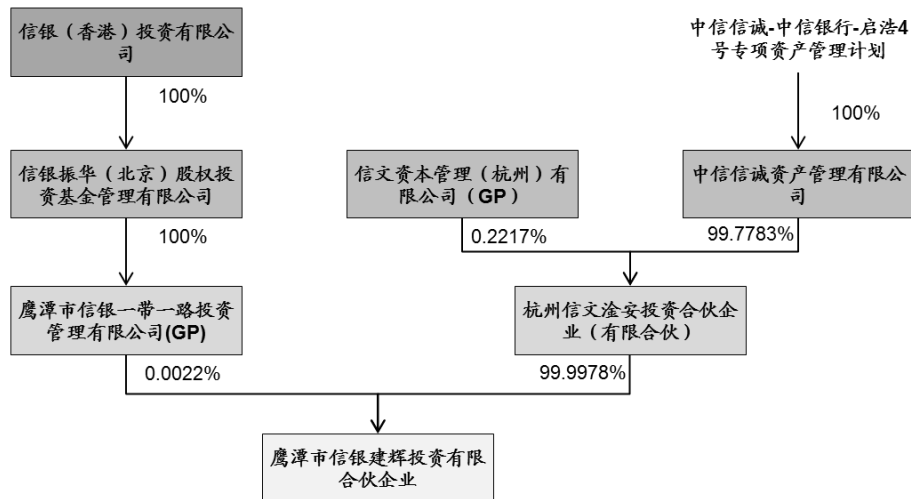 信银（香港）投资有限公
司
中信信诚-中信银行-启浩4
号专项资产管理计划
100%
100%
信银振华（北京）股权投
资基金管理有限公司
信文资本管理（杭州）有
限公司（GP）
中信信诚资产管理有限公
司
100%
0.2217%
99.7783%
鹰潭市信银一带一路投资
管理有限公司(GP)
杭州信文淦安投资合伙企
业（有限合伙）
0.0022%
99.9978%
鹰潭市信银建辉投资有限
合伙企业